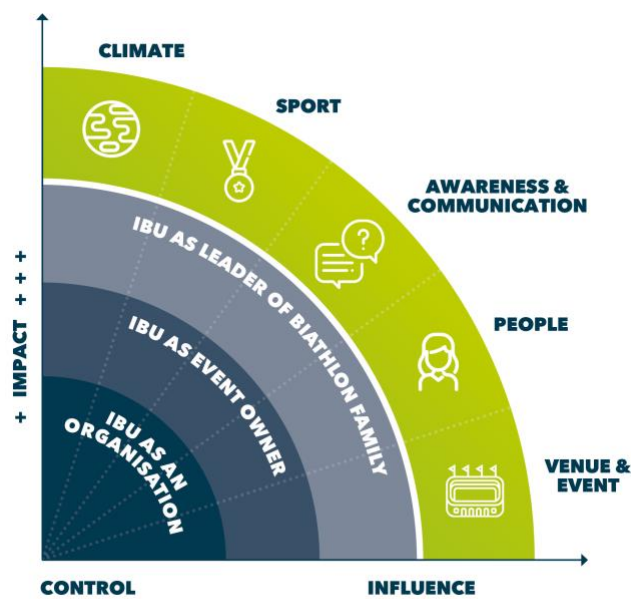 CLIMATE
SPORT
AWARENESS &
COMMUNICATION
PEOPLE
VENUE &
EVENT
IBU AS LEADER OF BIATHLON FAMILY
IBU AS EVENT OWNER
IBU AS AN
ORGANISATION
+ IMPACT + + +
CONTROL
INFLUENCE